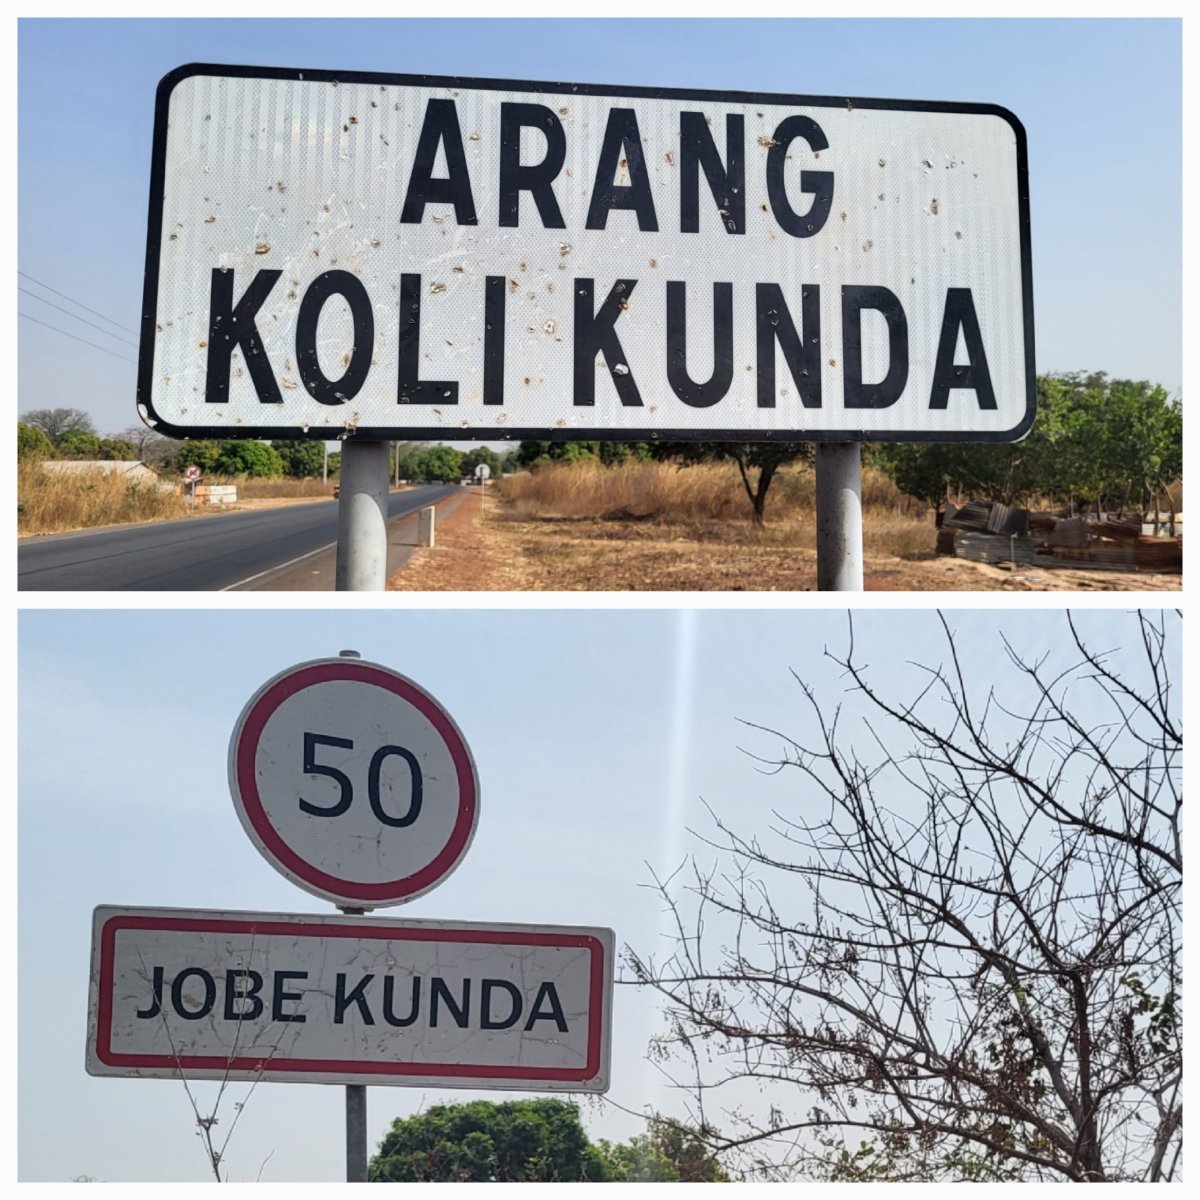 ARANG
KOLI KUNDA
50
JOBE KUNDA